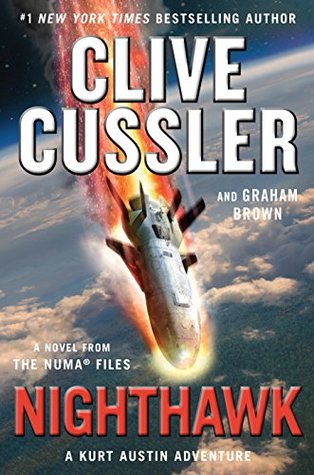 #1 NEW YORK TIMES BESTSELLING AUTHOR
CLIVE
CUSSLER
AND GRAHAM
BROWN
A NOVEL FROM
THE NUMA® FILES
NIGHTHAWK
A KURT AUSTIN ADVENTURE